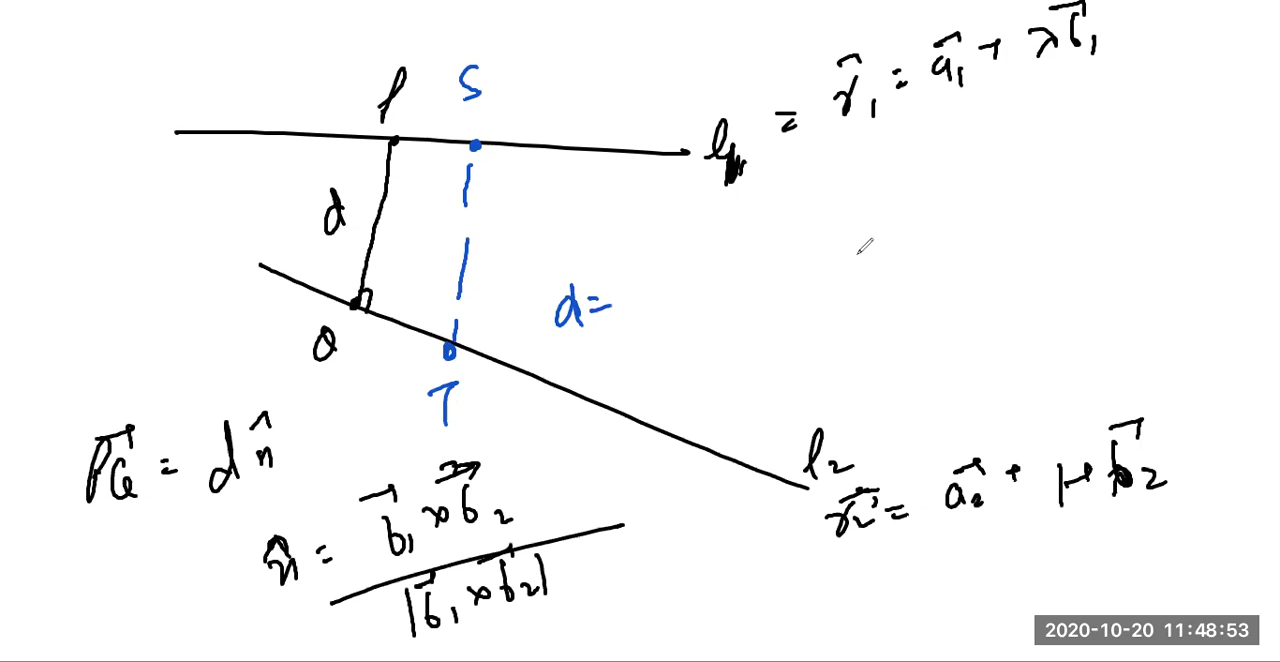 P S
l₁ = r⃗₁ = a⃗₁ + λb⃗₁
d
d=
Q
T
l₂
r⃗₂ = a⃗₂ + μb⃗₂
P⃗Q = d n̂
n̂ = b⃗₁ × b⃗₂
|b⃗₁ × b⃗₂|
2020-10-20 11:48:53